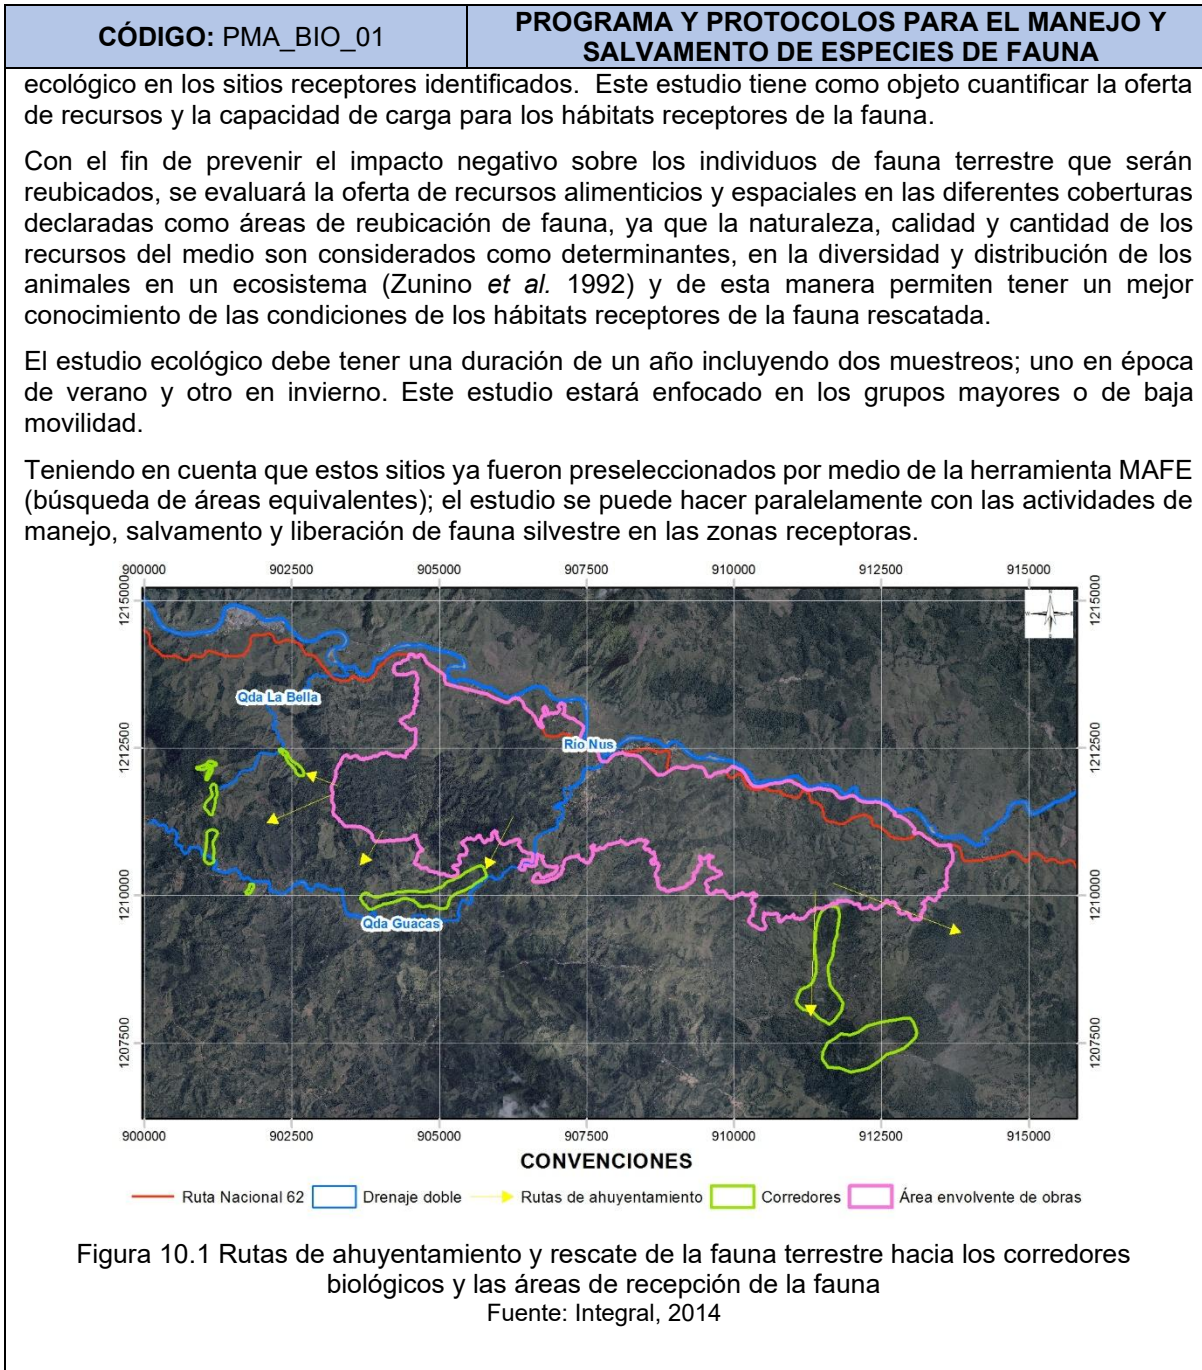 CÓDIGO: PMA_BIO_01
PROGRAMA Y PROTOCOLOS PARA EL MANEJO Y
SALVAMENTO DE ESPECIES DE FAUNA
ecológico en los sitios receptores identificados. Este estudio tiene como objeto cuantificar la oferta
de recursos y la capacidad de carga para los hábitats receptores de la fauna.
Con el fin de prevenir el impacto negativo sobre los individuos de fauna terrestre que serán
reubicados, se evaluará la oferta de recursos alimenticios y espaciales en las diferentes coberturas
declaradas como áreas de reubicación de fauna, ya que la naturaleza, calidad y cantidad de los
recursos del medio son considerados como determinantes, en la diversidad y distribución de los
animales en un ecosistema (Zunino et al. 1992) y de esta manera permiten tener un mejor
conocimiento de las condiciones de los hábitats receptores de la fauna rescatada.
El estudio ecológico debe tener una duración de un año incluyendo dos muestreos; uno en época
de verano y otro en invierno. Este estudio estará enfocado en los grupos mayores o de baja
movilidad.
Teniendo en cuenta que estos sitios ya fueron preseleccionados por medio de la herramienta MAFE
(búsqueda de áreas equivalentes); el estudio se puede hacer paralelamente con las actividades de
manejo, salvamento y liberación de fauna silvestre en las zonas receptoras.
900000 902500 905000 907500 910000 912500 915000
1215000 1215000
Qda La Bella
Rio Nus
1212500 1212500
1210000 1210000
Qda Guacas
1207500 1207500
900000 902500 905000 907500 910000 912500 915000
CONVENCIONES
Ruta Nacional 62 Drenaje doble Rutas de ahuyentamiento Corredores Área envolvente de obras
Figura 10.1 Rutas de ahuyentamiento y rescate de la fauna terrestre hacia los corredores
biológicos y las áreas de recepción de la fauna
Fuente: Integral, 2014